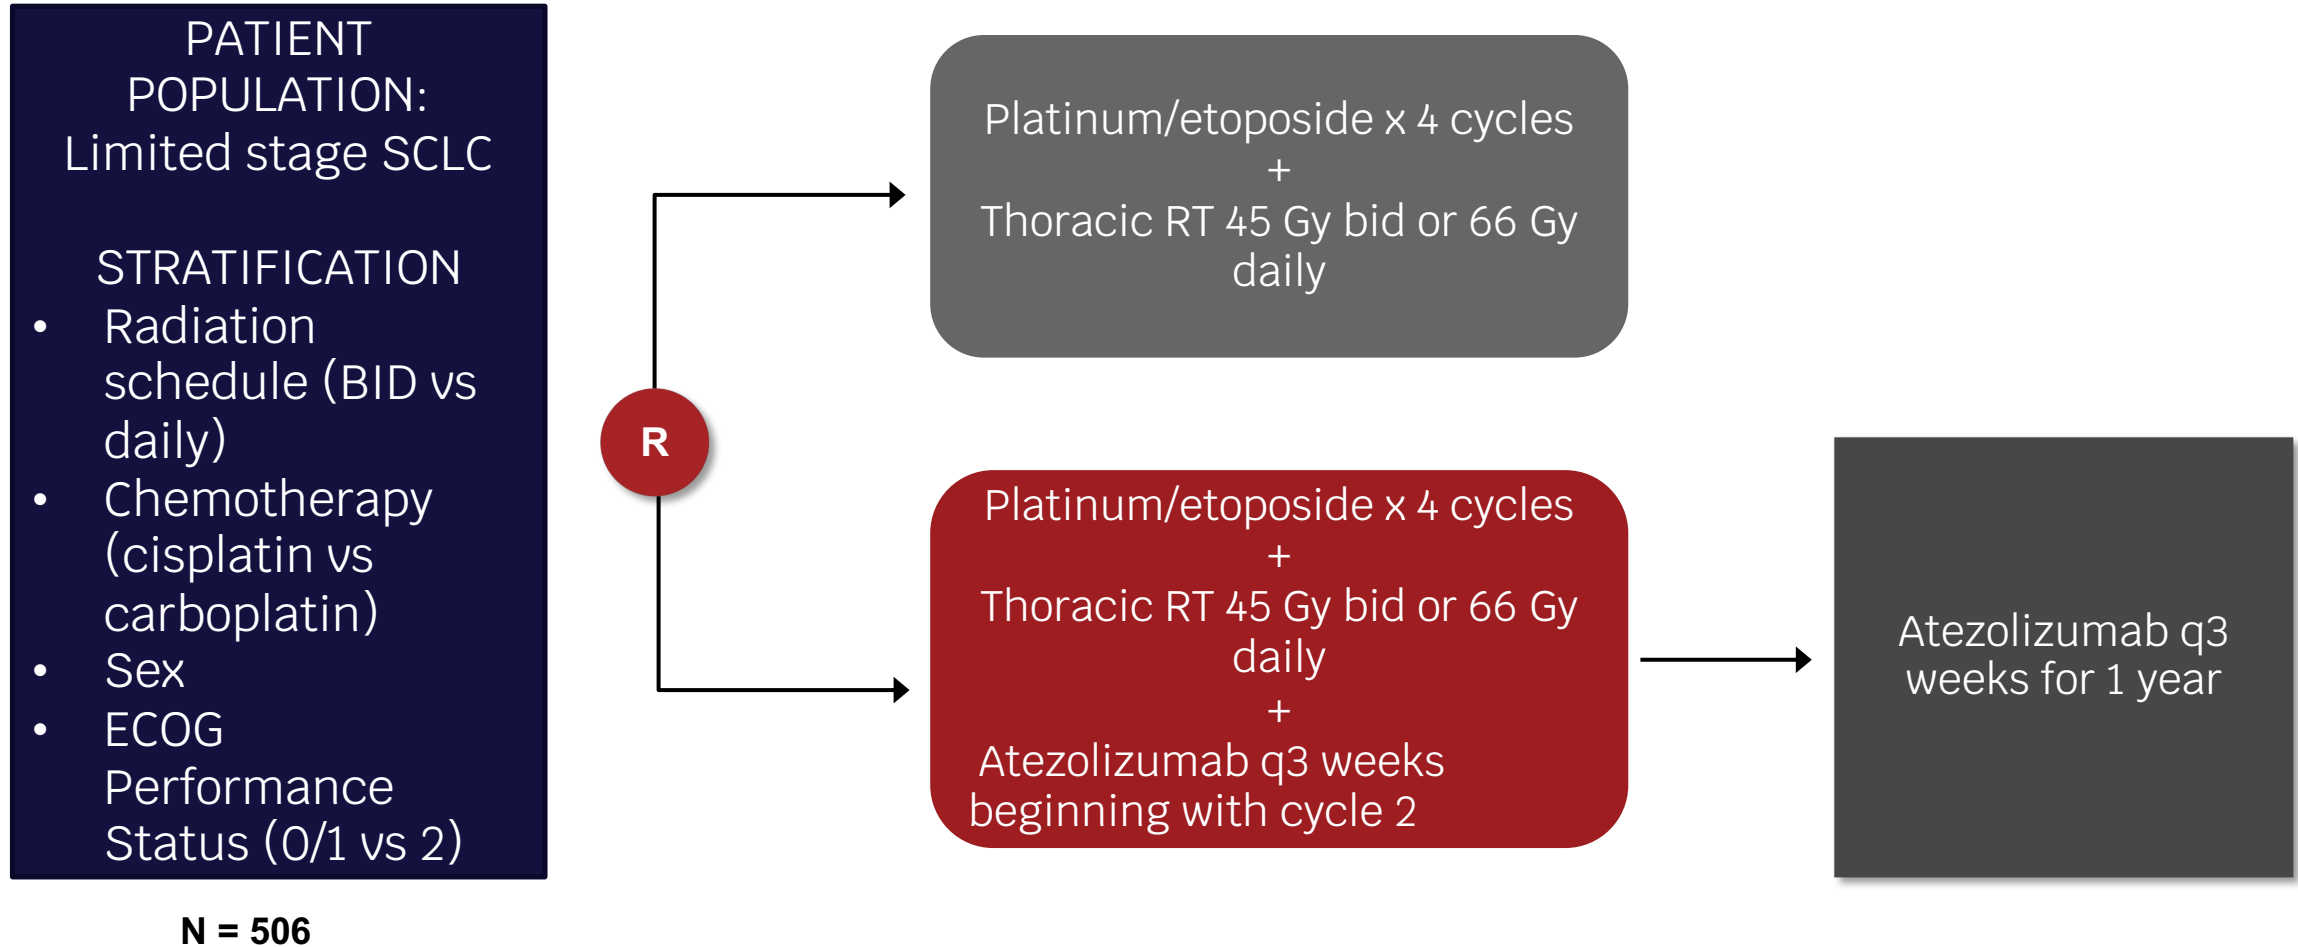 PATIENT
POPULATION:
Limited stage SCLC
STRATIFICATION
• Radiation
schedule (BID vs
daily)
• Chemotherapy
(cisplatin vs
carboplatin)
• Sex
• ECOG
Performance
Status (0/1 vs 2)
N = 506
R
Platinum/etoposide x 4 cycles
+
Thoracic RT 45 Gy bid or 66 Gy
daily
Platinum/etoposide x 4 cycles
+
Thoracic RT 45 Gy bid or 66 Gy
daily
+
Atezolizumab q3 weeks
beginning with cycle 2
Atezolizumab q3
weeks for 1 year